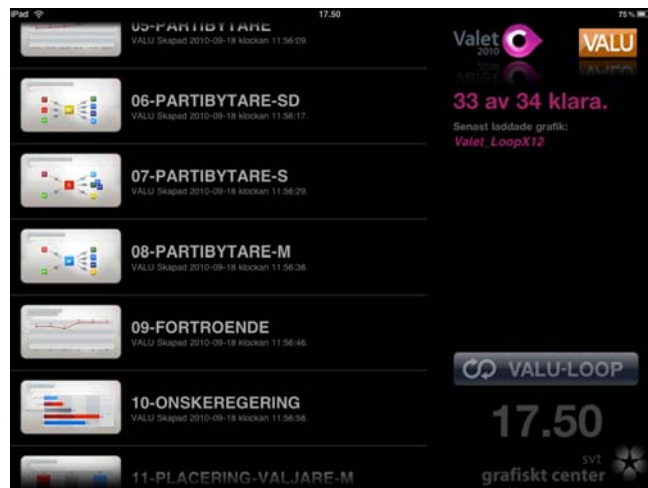 iPad
17.50
75 %
05-PARTIBYTARE
VALU Skapad 2010-09-18 klockan 11:56:09.
06-PARTIBYTARE-SD
VALU Skapad 2010-09-18 klockan 11:56:17.
07-PARTIBYTARE-S
VALU Skapad 2010-09-18 klockan 11:56:29.
08-PARTIBYTARE-M
VALU Skapad 2010-09-18 klockan 11:56:38.
09-FORTROENDE
VALU Skapad 2010-09-18 klockan 11:56:46.
10-ONSKEREGERING
VALU Skapad 2010-09-18 klockan 11:56:58.
11-PLACERING-VALJARE-M
Valet
2010
VALU
33 av 34 klara.
Senast laddade grafik:
Valet_LoopX12
VALU-LOOP
17.50
svt
grafiskt center